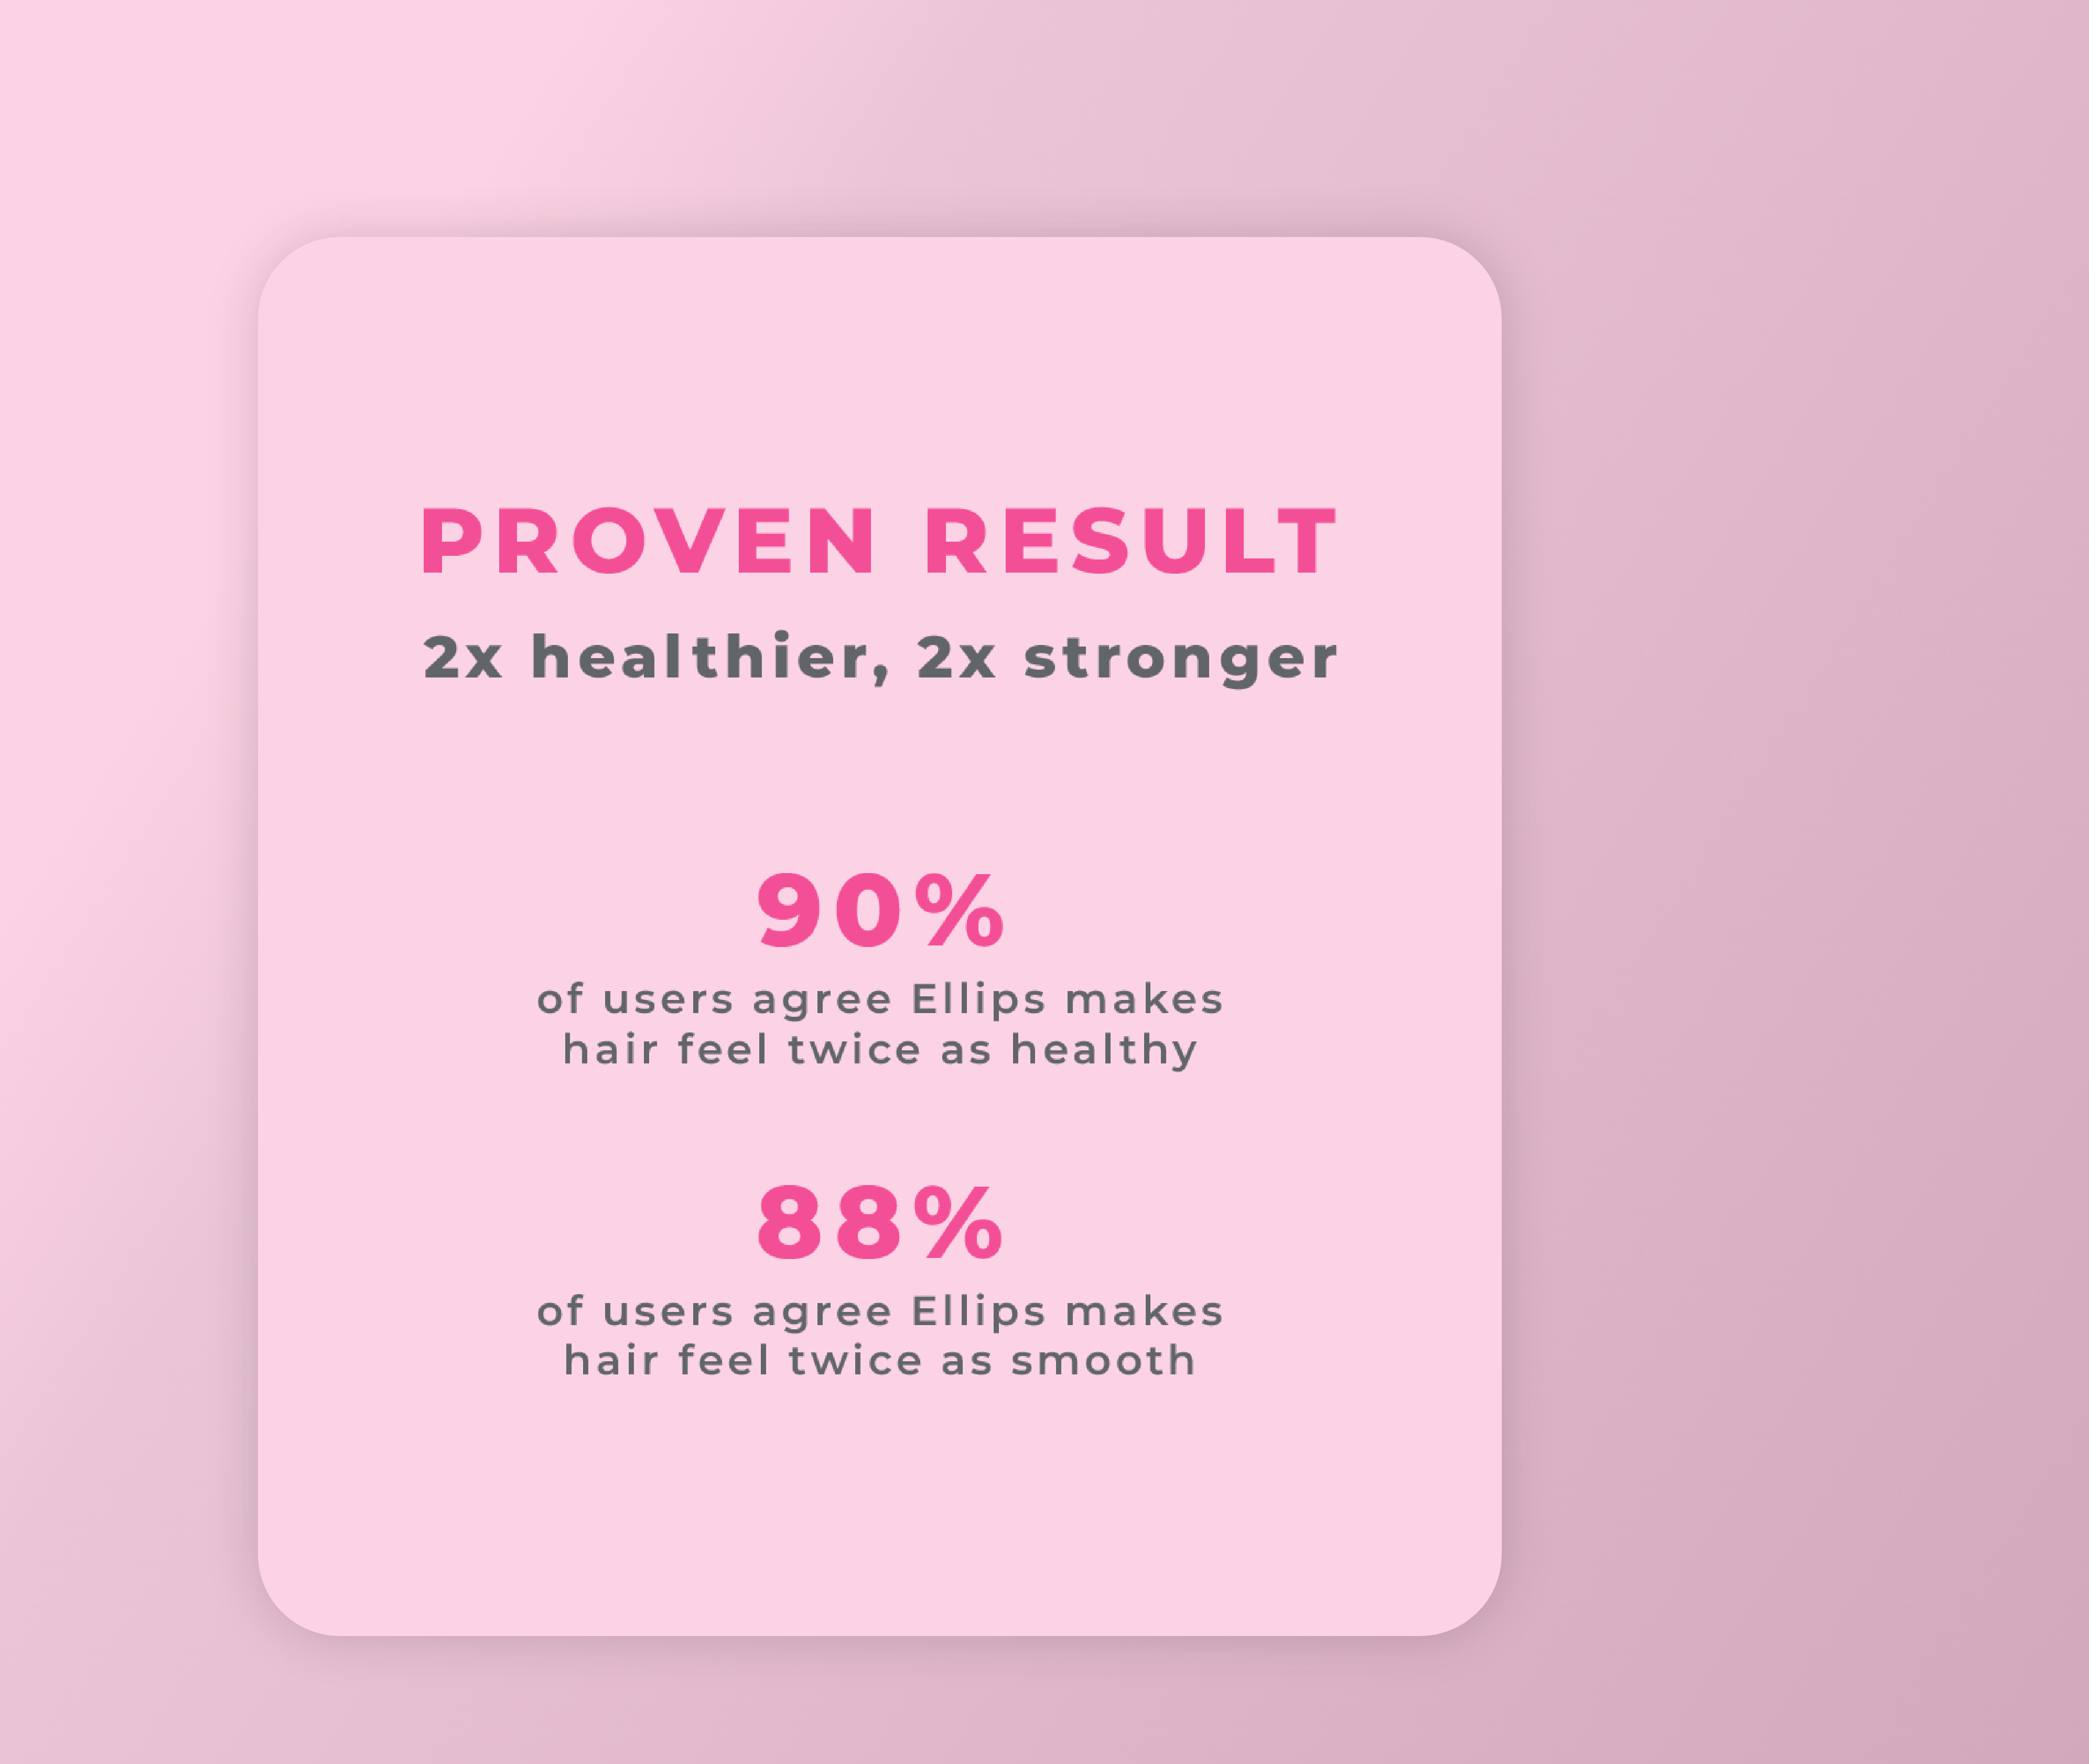 PROVEN RESULT
2x healthier, 2x stronger
90%
of users agree Ellips makes
hair feel twice as healthy
88%
of users agree Ellips makes
hair feel twice as smooth